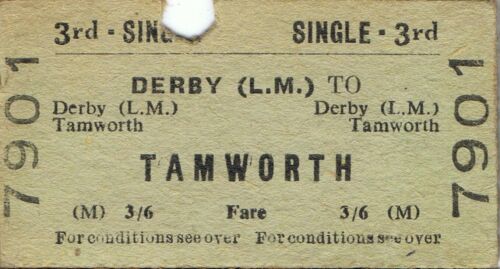 3rd - SINGLE SINGLE - 3rd
DERBY (L.M.) TO
Derby (L.M.) Derby (L.M.)
Tamworth Tamworth
TAMWORTH
(M) 3/6 Fare 3/6 (M)
For conditions see over For conditions see over
7901
7901